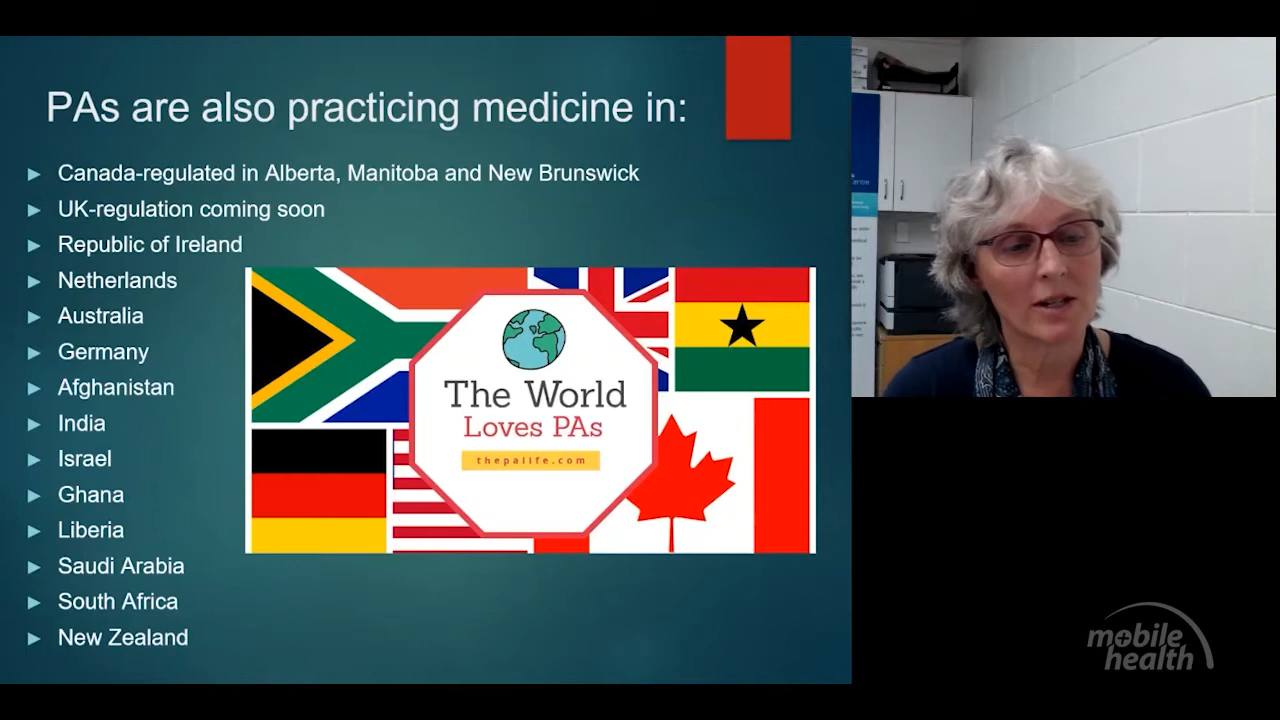 PAs are also practicing medicine in:
Canada-regulated in Alberta, Manitoba and New Brunswick
UK-regulation coming soon
Republic of Ireland
Netherlands
Australia
Germany
Afghanistan
India
Israel
Ghana
Liberia
Saudi Arabia
South Africa
New Zealand
The World
Loves PAs
thepalife.com
mobile
health